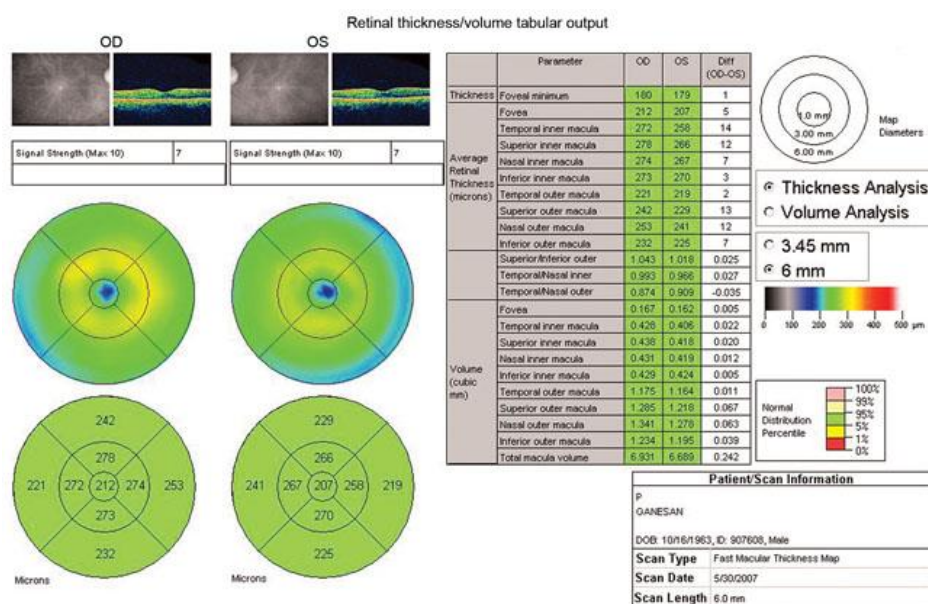 Retinal thickness/volume tabular output
OD OS
Signal Strength (Max 10) 7
Signal Strength (Max 10) 7
Parameter OD OS Diff (OD-OS)
Thickness Foveal minimum 180 179 1
Average Retinal Thickness (microns)
Fovea 212 207 5
Temporal inner macula 272 258 14
Superior inner macula 278 266 12
Nasal inner macula 274 267 7
Inferior inner macula 273 270 3
Temporal outer macula 221 219 2
Superior outer macula 242 229 13
Nasal outer macula 253 241 12
Inferior outer macula 232 225 7
Superior/Inferior outer 1.043 1.018 0.025
Temporal/Nasal inner 0.993 0.966 0.027
Temporal/Nasal outer 0.874 0.909 -0.035
Volume (cubic mm)
Fovea 0.167 0.162 0.005
Temporal inner macula 0.428 0.406 0.022
Superior inner macula 0.438 0.418 0.020
Nasal inner macula 0.431 0.419 0.012
Inferior inner macula 0.429 0.424 0.005
Temporal outer macula 1.175 1.164 0.011
Superior outer macula 1.285 1.218 0.067
Nasal outer macula 1.341 1.278 0.063
Inferior outer macula 1.234 1.195 0.039
Total macula volume 6.931 6.689 0.242
1.0 mm
3.00 mm
6.00 mm
Map Diameters
Thickness Analysis
Volume Analysis
3.45 mm
6 mm
0 100 200 300 400 500 µm
Normal Distribution Percentile
100%
99%
95%
5%
1%
0%
242
278
221 272 212 274 253
273
232
Microns
229
266
241 267 207 258 219
270
225
Microns
Patient/Scan Information
P
GANESAN
DOB: 10/16/1963, ID: 907608, Male
Scan Type Fast Macular Thickness Map
Scan Date 5/30/2007
Scan Length 6.0 mm